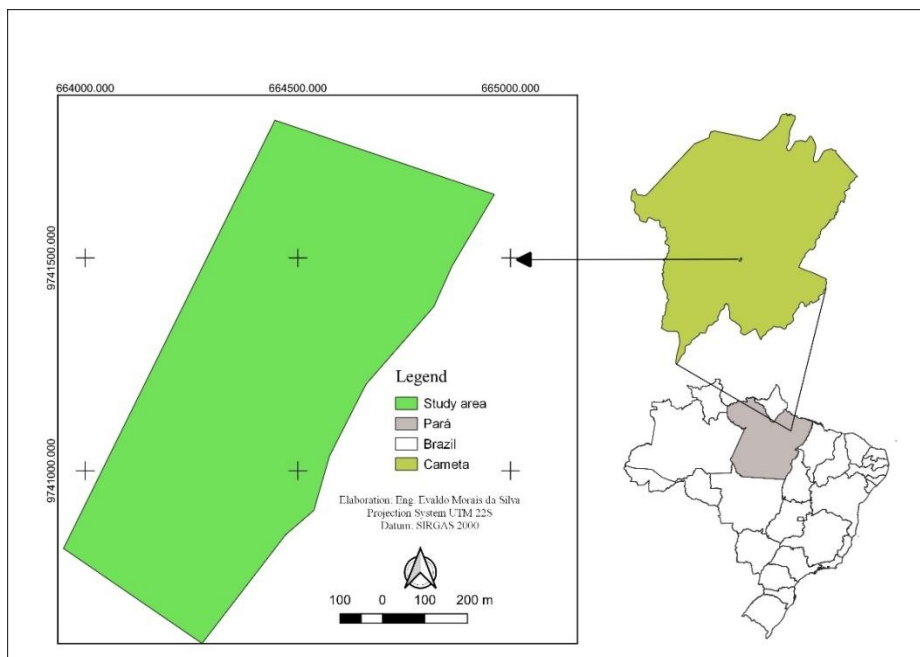 664000.000
664500.000
665000.000
9741500.000
9741000.000
Legend
Study area
Pará
Brazil
Cameta
Elaboration: Eng. Evaldo Morais da Silva
Projection System UTM 22S
Datum: SIRGAS 2000
100 0 100 200 m